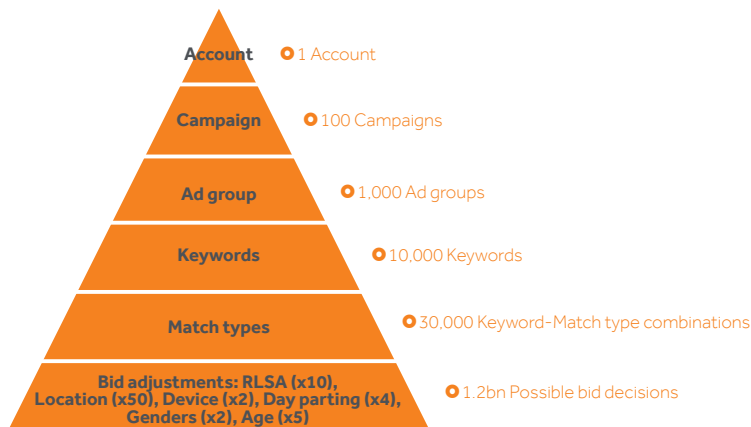 Account
1 Account
Campaign
100 Campaigns
Ad group
1,000 Ad groups
Keywords
10,000 Keywords
Match types
30,000 Keyword-Match type combinations
Bid adjustments: RLSA (x10),
Location (x50), Device (x2), Day parting (x4),
Genders (x2), Age (x5)
1.2bn Possible bid decisions